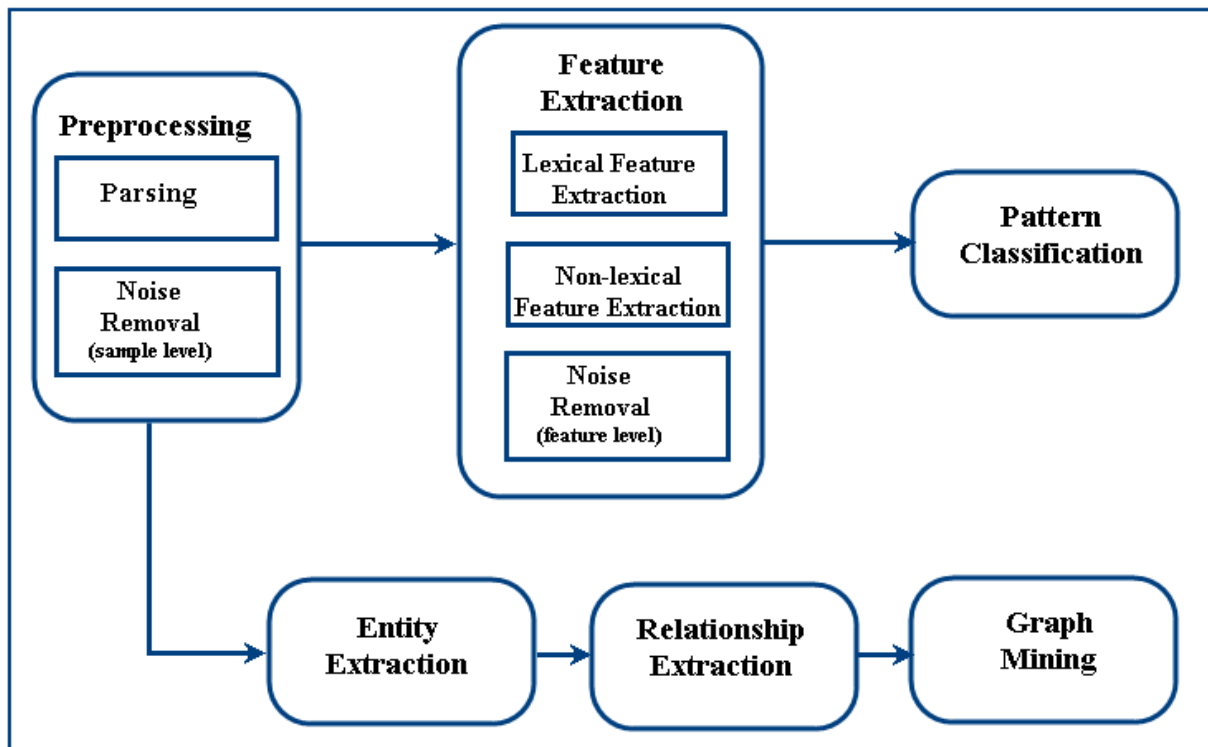 Preprocessing
Parsing
Noise
Removal
(sample level)
Feature
Extraction
Lexical Feature
Extraction
Non-lexical
Feature Extraction
Noise
Removal
(feature level)
Pattern
Classification
Entity
Extraction
Relationship
Extraction
Graph
Mining